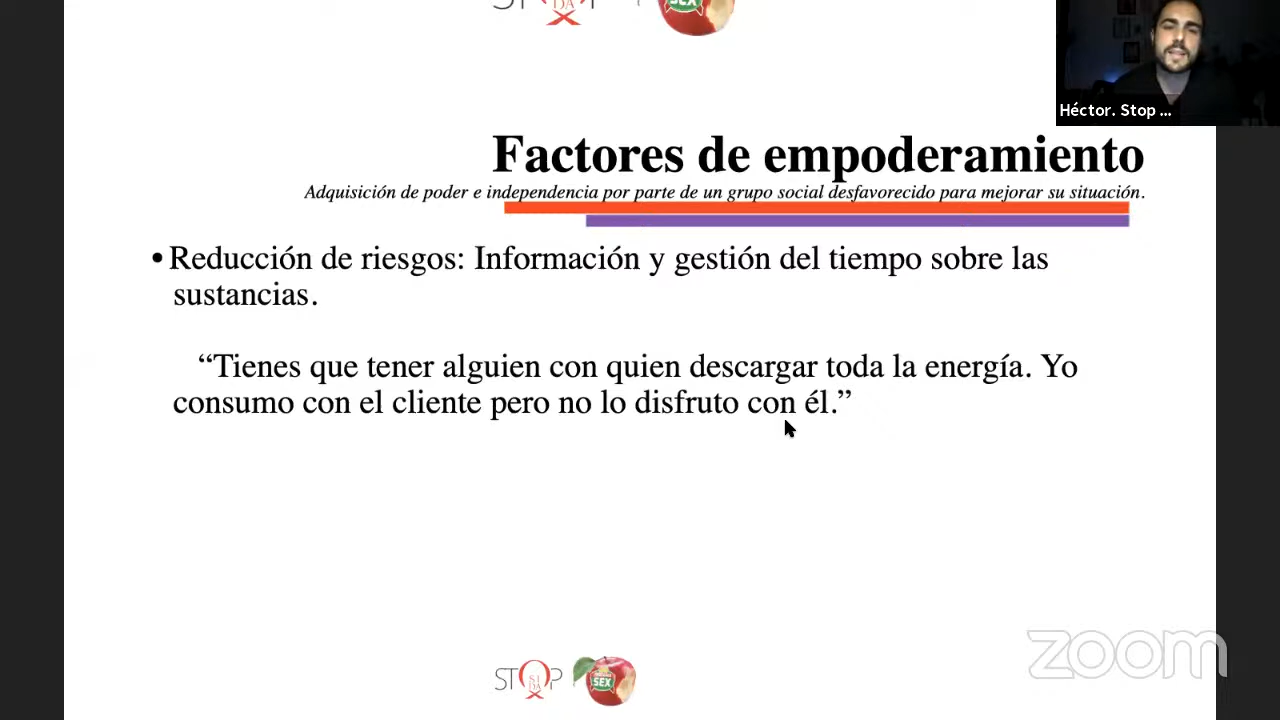 Héctor. Stop ...
Factores de empoderamiento
Adquisición de poder e independencia por parte de un grupo social desfavorecido para mejorar su situación.
• Reducción de riesgos: Información y gestión del tiempo sobre las
sustancias.
“Tienes que tener alguien con quien descargar toda la energía. Yo
consumo con el cliente pero no lo disfruto con él.”
zoom
STOP
SIDA
SEX